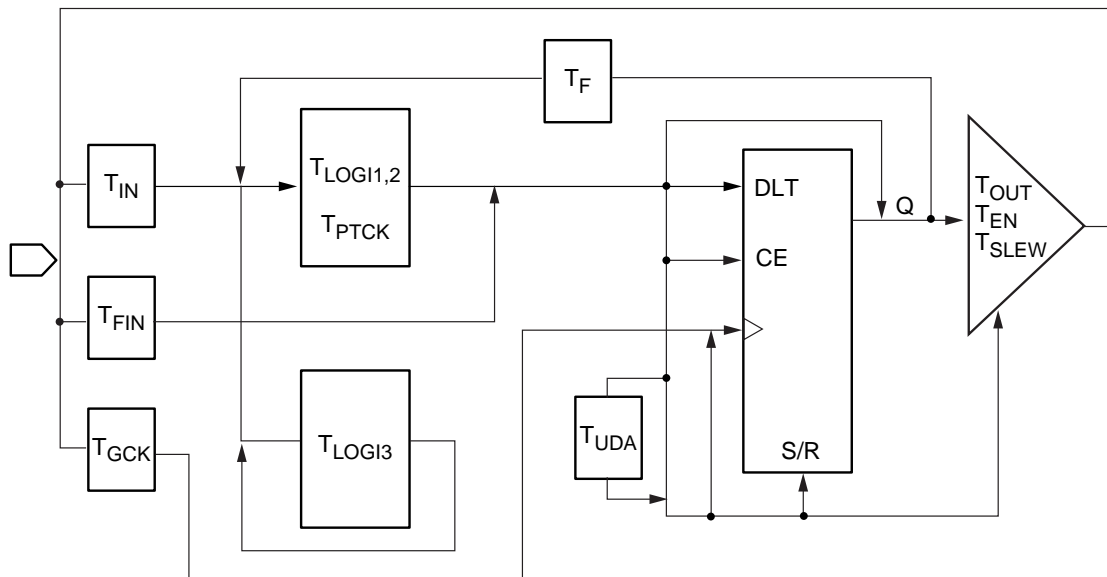 T_F
T_IN
T_LOGI1,2
T_PTCK
DLT
Q
T_OUT
T_EN
T_SLEW
CE
T_FIN
T_LOGI3
T_UDA
T_GCK
S/R